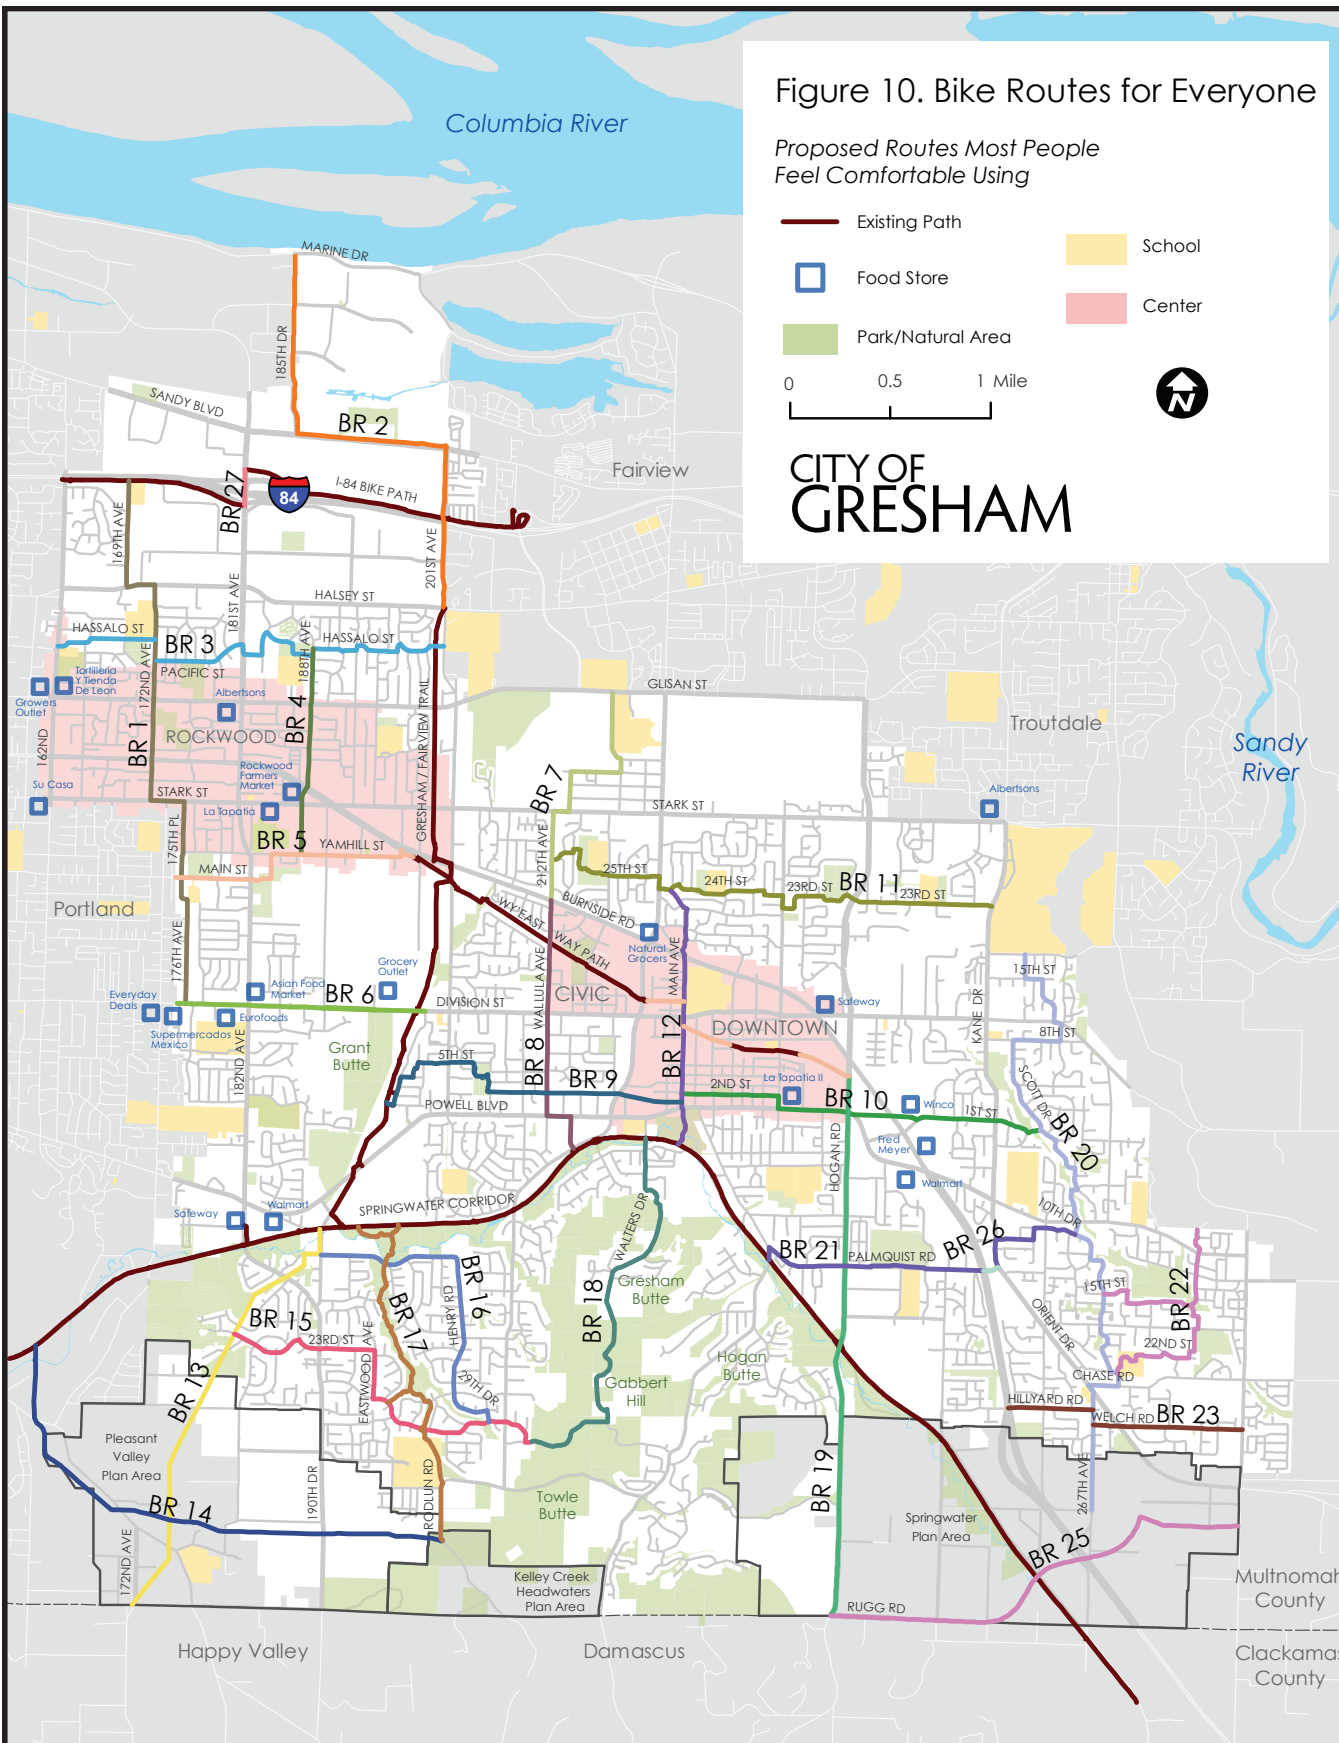 Figure 10. Bike Routes for Everyone
Proposed Routes Most People
Feel Comfortable Using
Existing Path
Food Store
Park/Natural Area
School
Center
0
0.5
1 Mile
N
CITY OF
GRESHAM
Columbia River
MARINE DR
185TH DR
SANDY BLVD
BR 2
Fairview
BR 27
84
I-84 BIKE PATH
169TH AVE
201ST AVE
181ST AVE
HALSEY ST
HASSALO ST
BR 3
188TH AVE
HASSALO ST
172ND AVE
PACIFIC ST
Tortilleria
Y Tienda
De Leon
Growers
Outlet
Albertsons
GLISAN ST
BR 4
GRESHAM / FAIRVIEW TRAIL
ROCKWOOD
BR 1
162ND
Troutdale
Sandy
River
Rockwood
Farmers
Market
Su Casa
STARK ST
La Tapatia
BR 7
STARK ST
Albertsons
175TH PL
BR 5
YAMHILL ST
MAIN ST
212TH AVE
25TH ST
24TH ST
23RD ST
BR 11
23RD ST
Portland
WY'EAST
WAY PATH
BURNSIDE RD
Natural
Grocers
MAIN AVE
176TH AVE
Grocery
Outlet
WALLULA AVE
15TH ST
Asian Food
Market
BR 6
DIVISION ST
CIVIC
Safeway
KANE DR
Everyday
Deals
Eurofoods
Supermercados
Mexico
DOWNTOWN
8TH ST
Grant
Butte
182ND AVE
5TH ST
BR 8
BR 9
BR 12
2ND ST
La Tapatia II
BR 10
Winco
1ST ST
SCOTT DR
BR 20
POWELL BLVD
Fred
Meyer
HOGAN RD
Walmart
Safeway
Walmart
SPRINGWATER CORRIDOR
WALTERS DR
10TH DR
BR 21
PALMQUIST RD
BR 26
BR 16
BR 17
HENRY RD
BR 18
Gresham
Butte
15TH ST
BR 22
BR 15
23RD ST
EASTWOOD AVE
ORIENT DR
22ND ST
Hogan
Butte
BR 13
29TH DR
Gabbert
Hill
CHASE RD
HILLYARD RD
WELCH RD
BR 23
Pleasant
Valley
Plan Area
190TH DR
RODLUN RD
BR 19
267TH AVE
Towle
Butte
BR 14
Springwater
Plan Area
BR 25
172ND AVE
Kelley Creek
Headwaters
Plan Area
RUGG RD
Multnomah
County
Happy Valley
Damascus
Clackamas
County